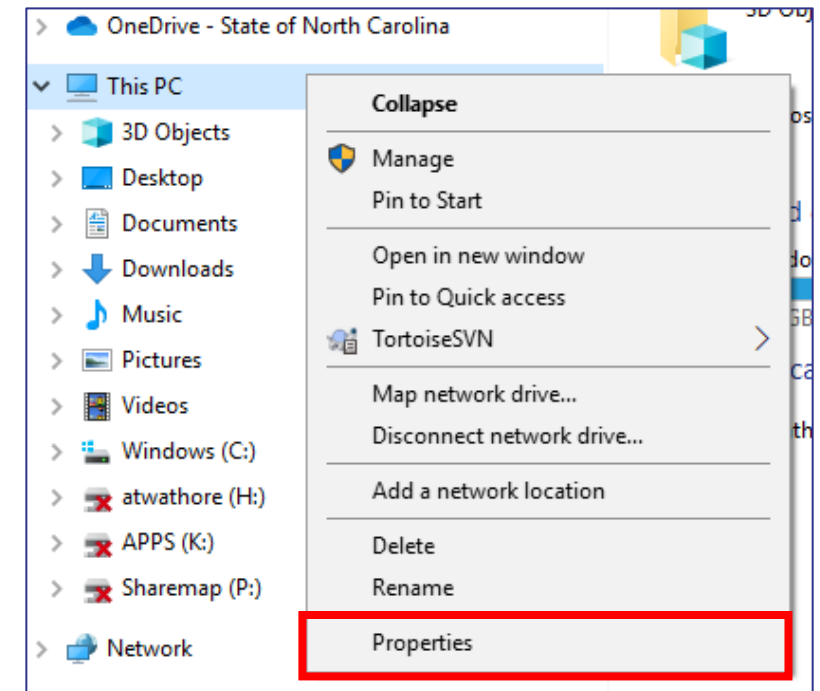 OneDrive - State of North Carolina
This PC
3D Objects
Desktop
Documents
Downloads
Music
Pictures
Videos
Windows (C:)
atwathore (H:)
APPS (K:)
Sharemap (P:)
Network
Collapse
Manage
Pin to Start
Open in new window
Pin to Quick access
TortoiseSVN
Map network drive...
Disconnect network drive...
Add a network location
Delete
Rename
Properties